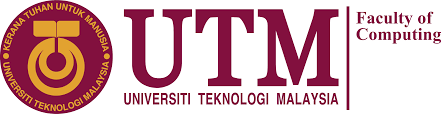 KERANA TUHAN UNTUK MANUSIA
UNIVERSITI TEKNOLOGI MALAYSIA
UTM
UNIVERSITI TEKNOLOGI MALAYSIA
Faculty of
Computing